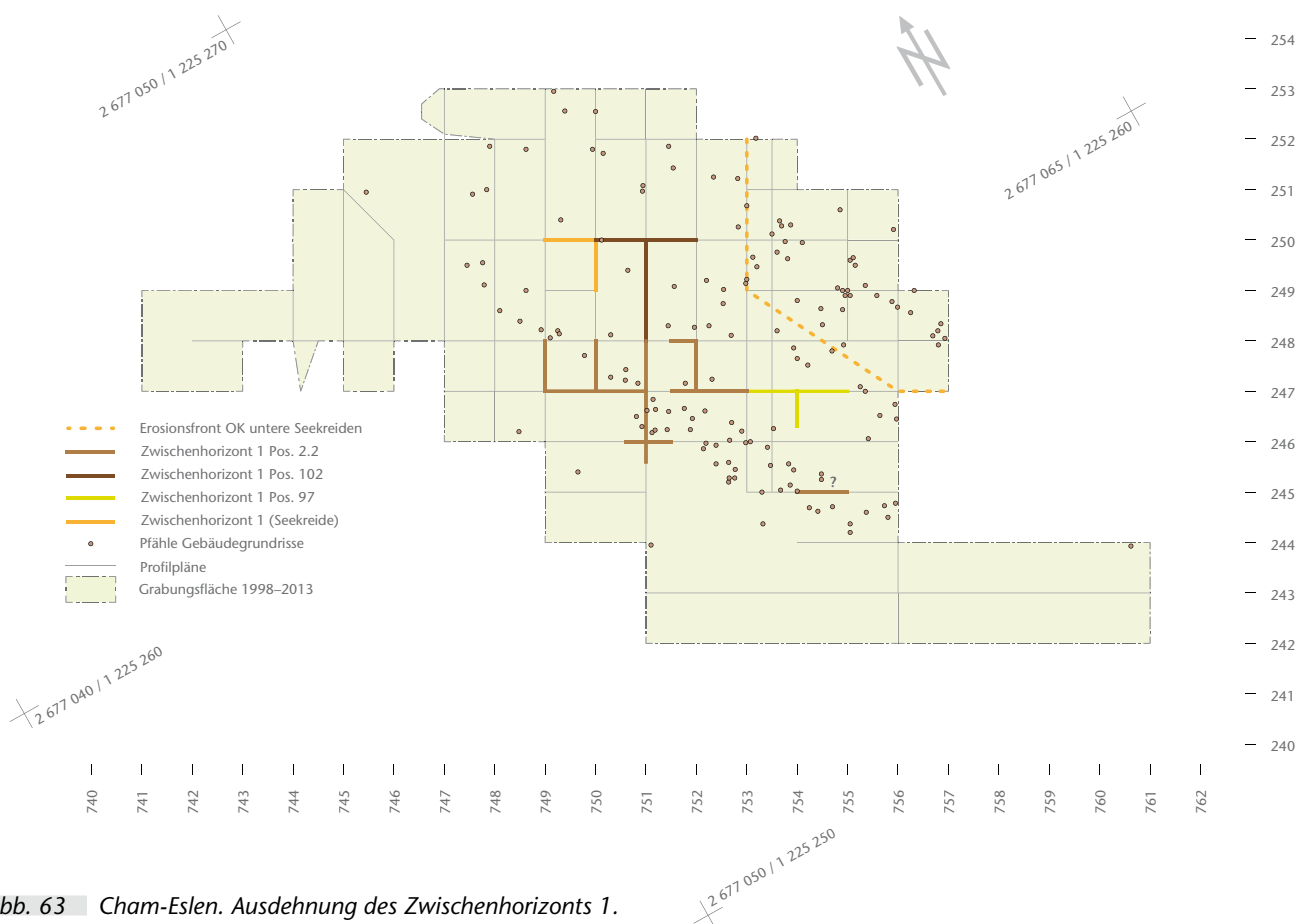 2 677 050 / 1 225 270
2 677 065 / 1 225 260
254
253
252
251
250
249
248
247
246
245
244
243
242
241
240
Erosionsfront OK untere Seekreiden
Zwischenhorizont 1 Pos. 2.2
Zwischenhorizont 1 Pos. 102
Zwischenhorizont 1 Pos. 97
Zwischenhorizont 1 (Seekreide)
Pfähle Gebäudegrundrisse
Profilpläne
Grabungsfläche 1998–2013
?
2 677 040 / 1 225 260
740 741 742 743 744 745 746 747 748 749 750 751 752 753 754 755 756 757 758 759 760 761 762
2 677 050 / 1 225 250
bb. 63 Cham-Eslen. Ausdehnung des Zwischenhorizonts 1.